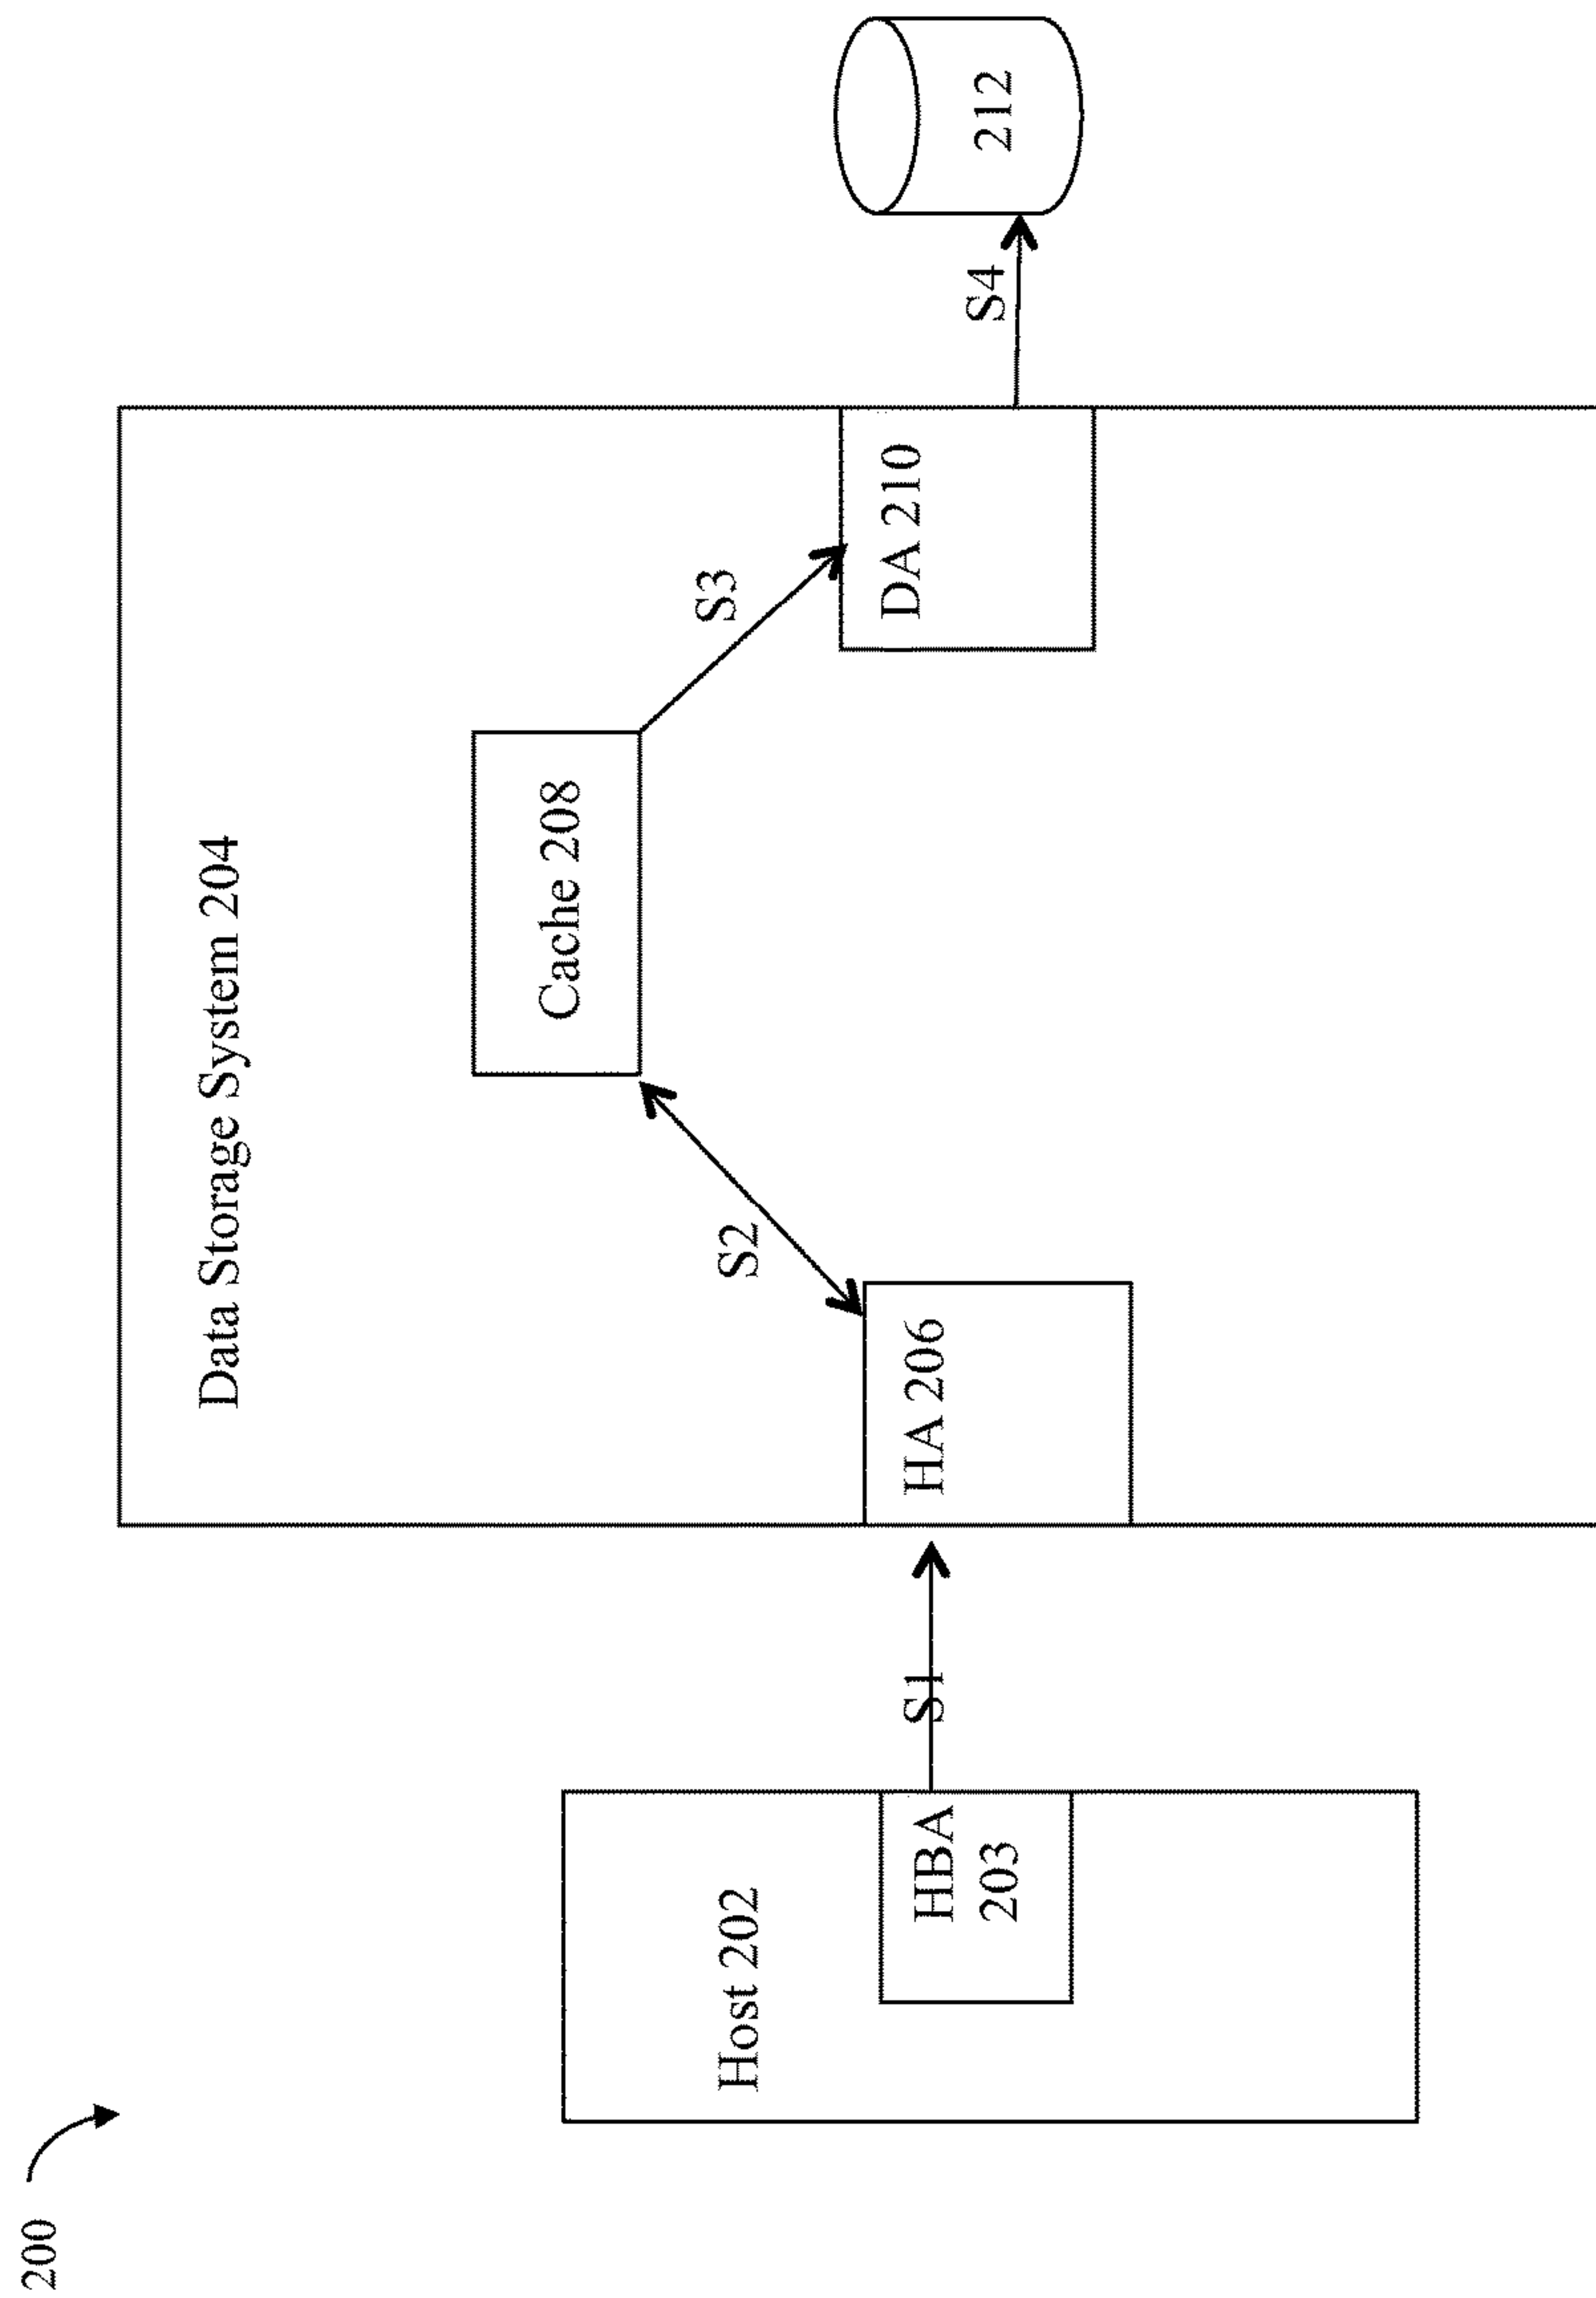 200
Data Storage System 204
Host 202
HBA
203
S1
HA 206
S2
Cache 208
S3
DA 210
S4
212